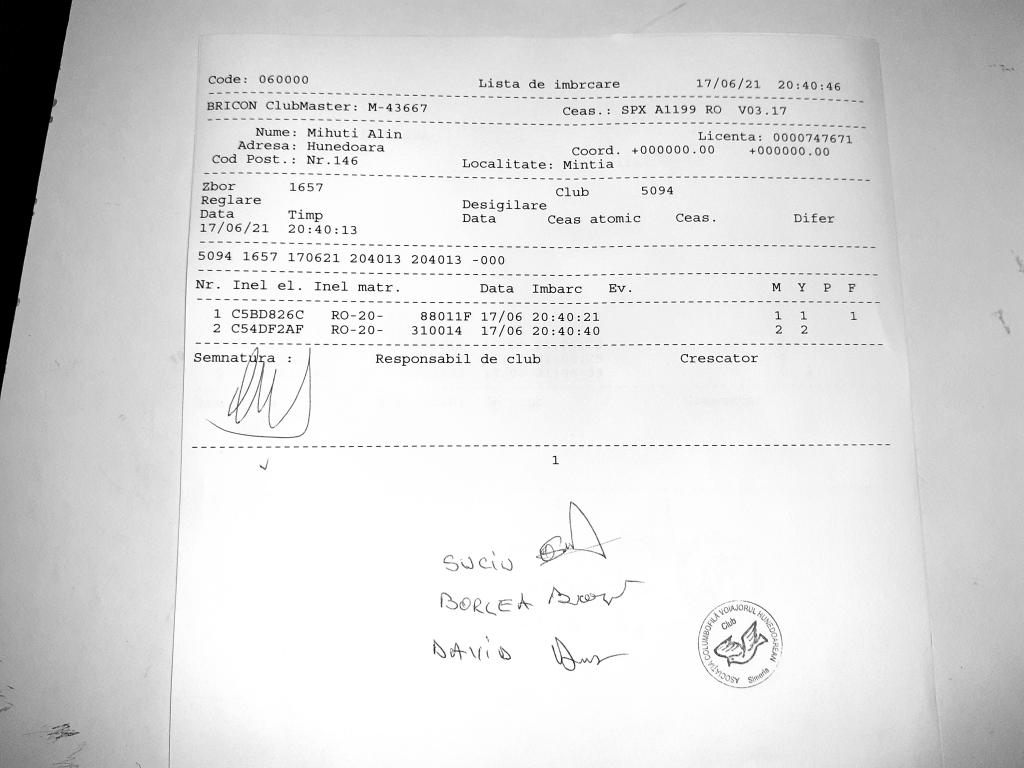 Code: 060000 Lista de imbrcare 17/06/21 20:40:46
BRICON ClubMaster: M-43667 Ceas.: SPX A1199 RO V03.17
Nume: Mihuti Alin Licenta: 0000747671
Adresa: Hunedoara Coord. +000000.00 +000000.00
Cod Post.: Nr.146 Localitate: Mintia
Zbor 1657 Club 5094
Reglare Desigilare
Data Timp Data Ceas atomic Ceas. Difer
17/06/21 20:40:13
5094 1657 170621 204013 204013 -000
Nr. Inel el. Inel matr. Data Imbarc Ev. M Y P F
1 C5BD826C RO-20- 88011F 17/06 20:40:21 1 1 1
2 C54DF2AF RO-20- 310014 17/06 20:40:40 2 2
Semnatura : Responsabil de club Crescator
1
SUCIU
BORCEA
DAVID
ASOCIAȚIA COLUMBOFILĂ VOIAJORUL HUNEDOAREAN
Club
Simeria